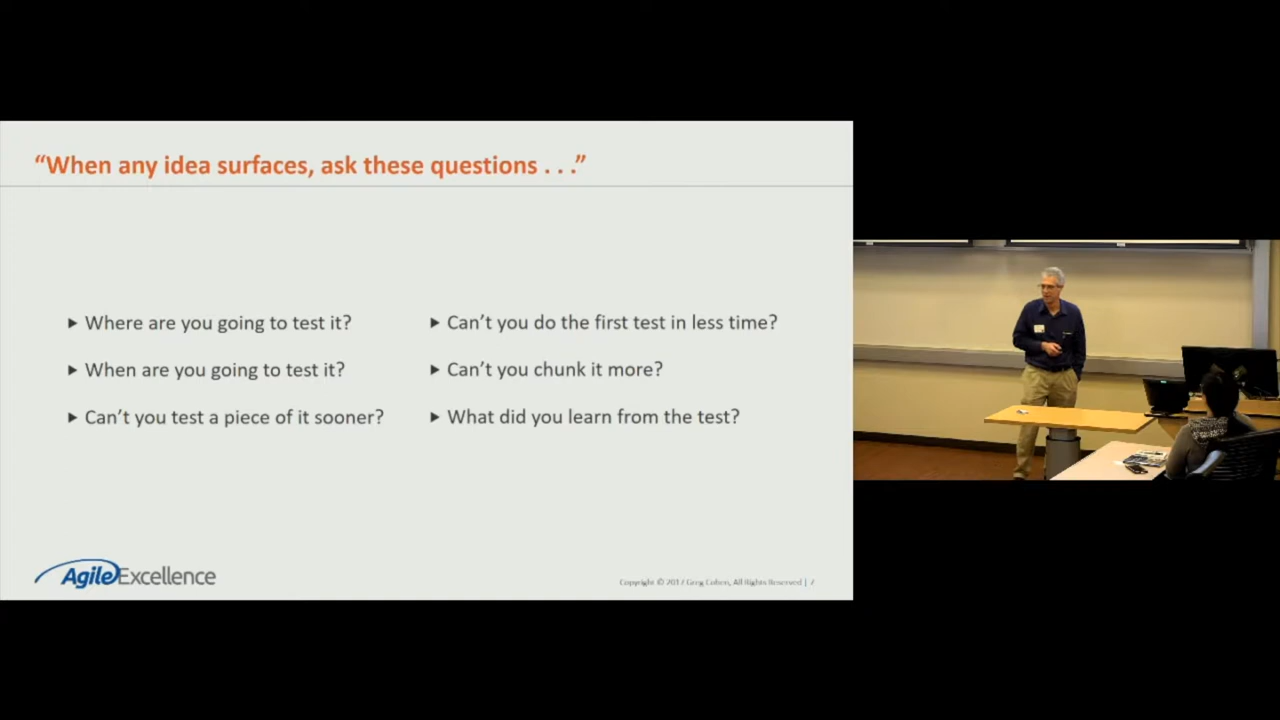 “When any idea surfaces, ask these questions . . .”
Where are you going to test it?
When are you going to test it?
Can’t you test a piece of it sooner?
Can’t you do the first test in less time?
Can’t you chunk it more?
What did you learn from the test?
AgileExcellence
Copyright © 2017 Greg Cohen, All Rights Reserved | 7